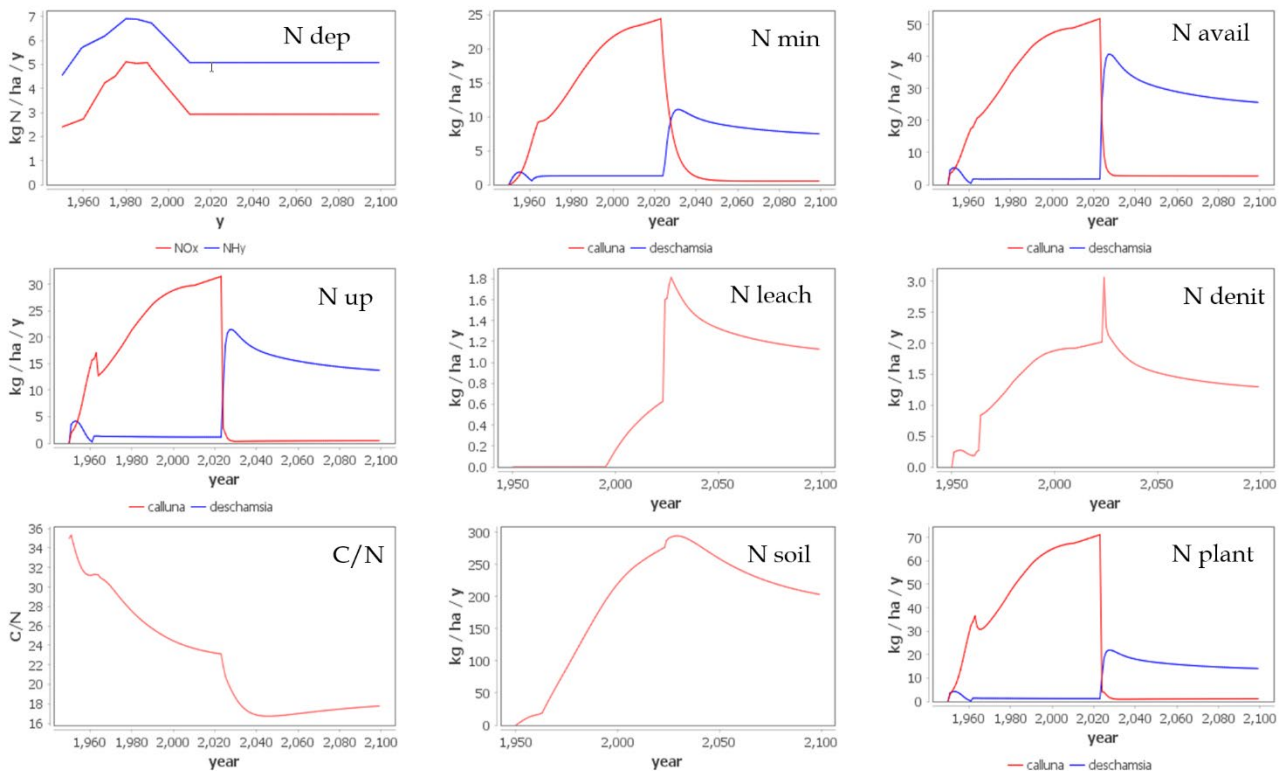 N dep
kg N / ha / y
7
6
5
4
3
2
1
0
1,960 1,980 2,000 2,020 2,040 2,060 2,080 2,100
y
NOx NHy
N min
kg / ha / y
25
20
15
10
5
0
1,960 1,980 2,000 2,020 2,040 2,060 2,080 2,100
year
calluna deschamsia
N avail
kg / ha / y
50
40
30
20
10
0
1,960 1,980 2,000 2,020 2,040 2,060 2,080 2,100
year
calluna deschamsia
N up
kg / ha / y
30
25
20
15
10
5
0
1,960 1,980 2,000 2,020 2,040 2,060 2,080 2,100
year
calluna deschamsia
N leach
kg / ha / y
1.8
1.6
1.4
1.2
1.0
0.8
0.6
0.4
0.2
0.0
1,950 2,000 2,050 2,100
year
N denit
kg / ha / y
3.0
2.5
2.0
1.5
1.0
0.5
0.0
1,950 2,000 2,050 2,100
year
C/N
C/N
36
34
32
30
28
26
24
22
20
18
16
1,960 1,980 2,000 2,020 2,040 2,060 2,080 2,100
year
N soil
kg / ha / y
300
250
200
150
100
50
0
1,950 2,000 2,050 2,100
year
N plant
kg / ha / y
70
60
50
40
30
20
10
0
1,960 1,980 2,000 2,020 2,040 2,060 2,080 2,100
year
calluna deschamsia